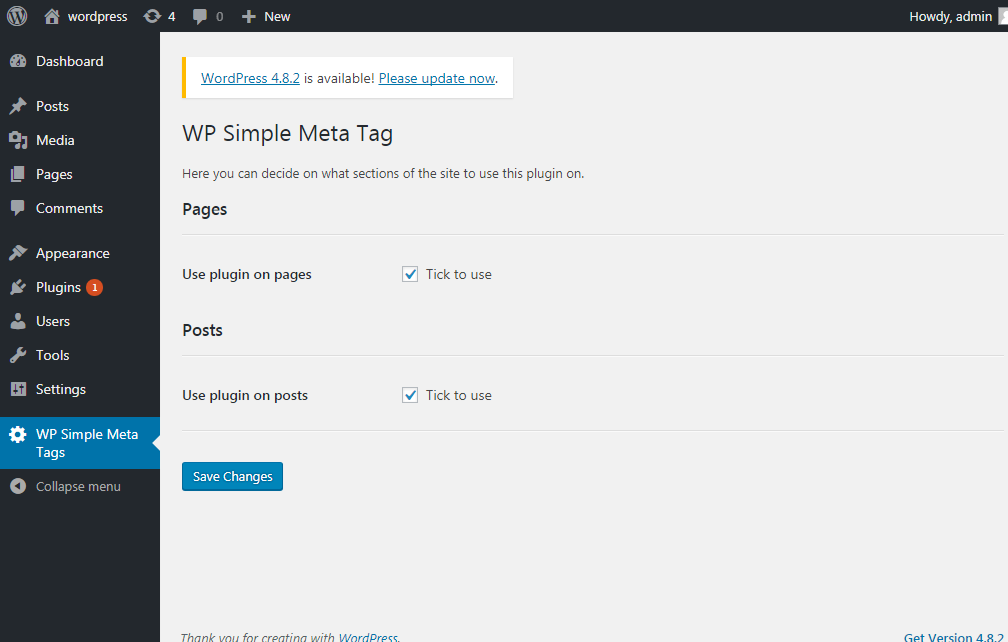 wordpress 4 0 New Howdy, admin
Dashboard
Posts
Media
Pages
Comments
Appearance
Plugins 1
Users
Tools
Settings
WP Simple Meta
Tags
Collapse menu
WordPress 4.8.2 is available! Please update now.
WP Simple Meta Tag
Here you can decide on what sections of the site to use this plugin on.
Pages
Use plugin on pages Tick to use
Posts
Use plugin on posts Tick to use
Save Changes
Thank you for creating with WordPress. Get Version 4.8.2